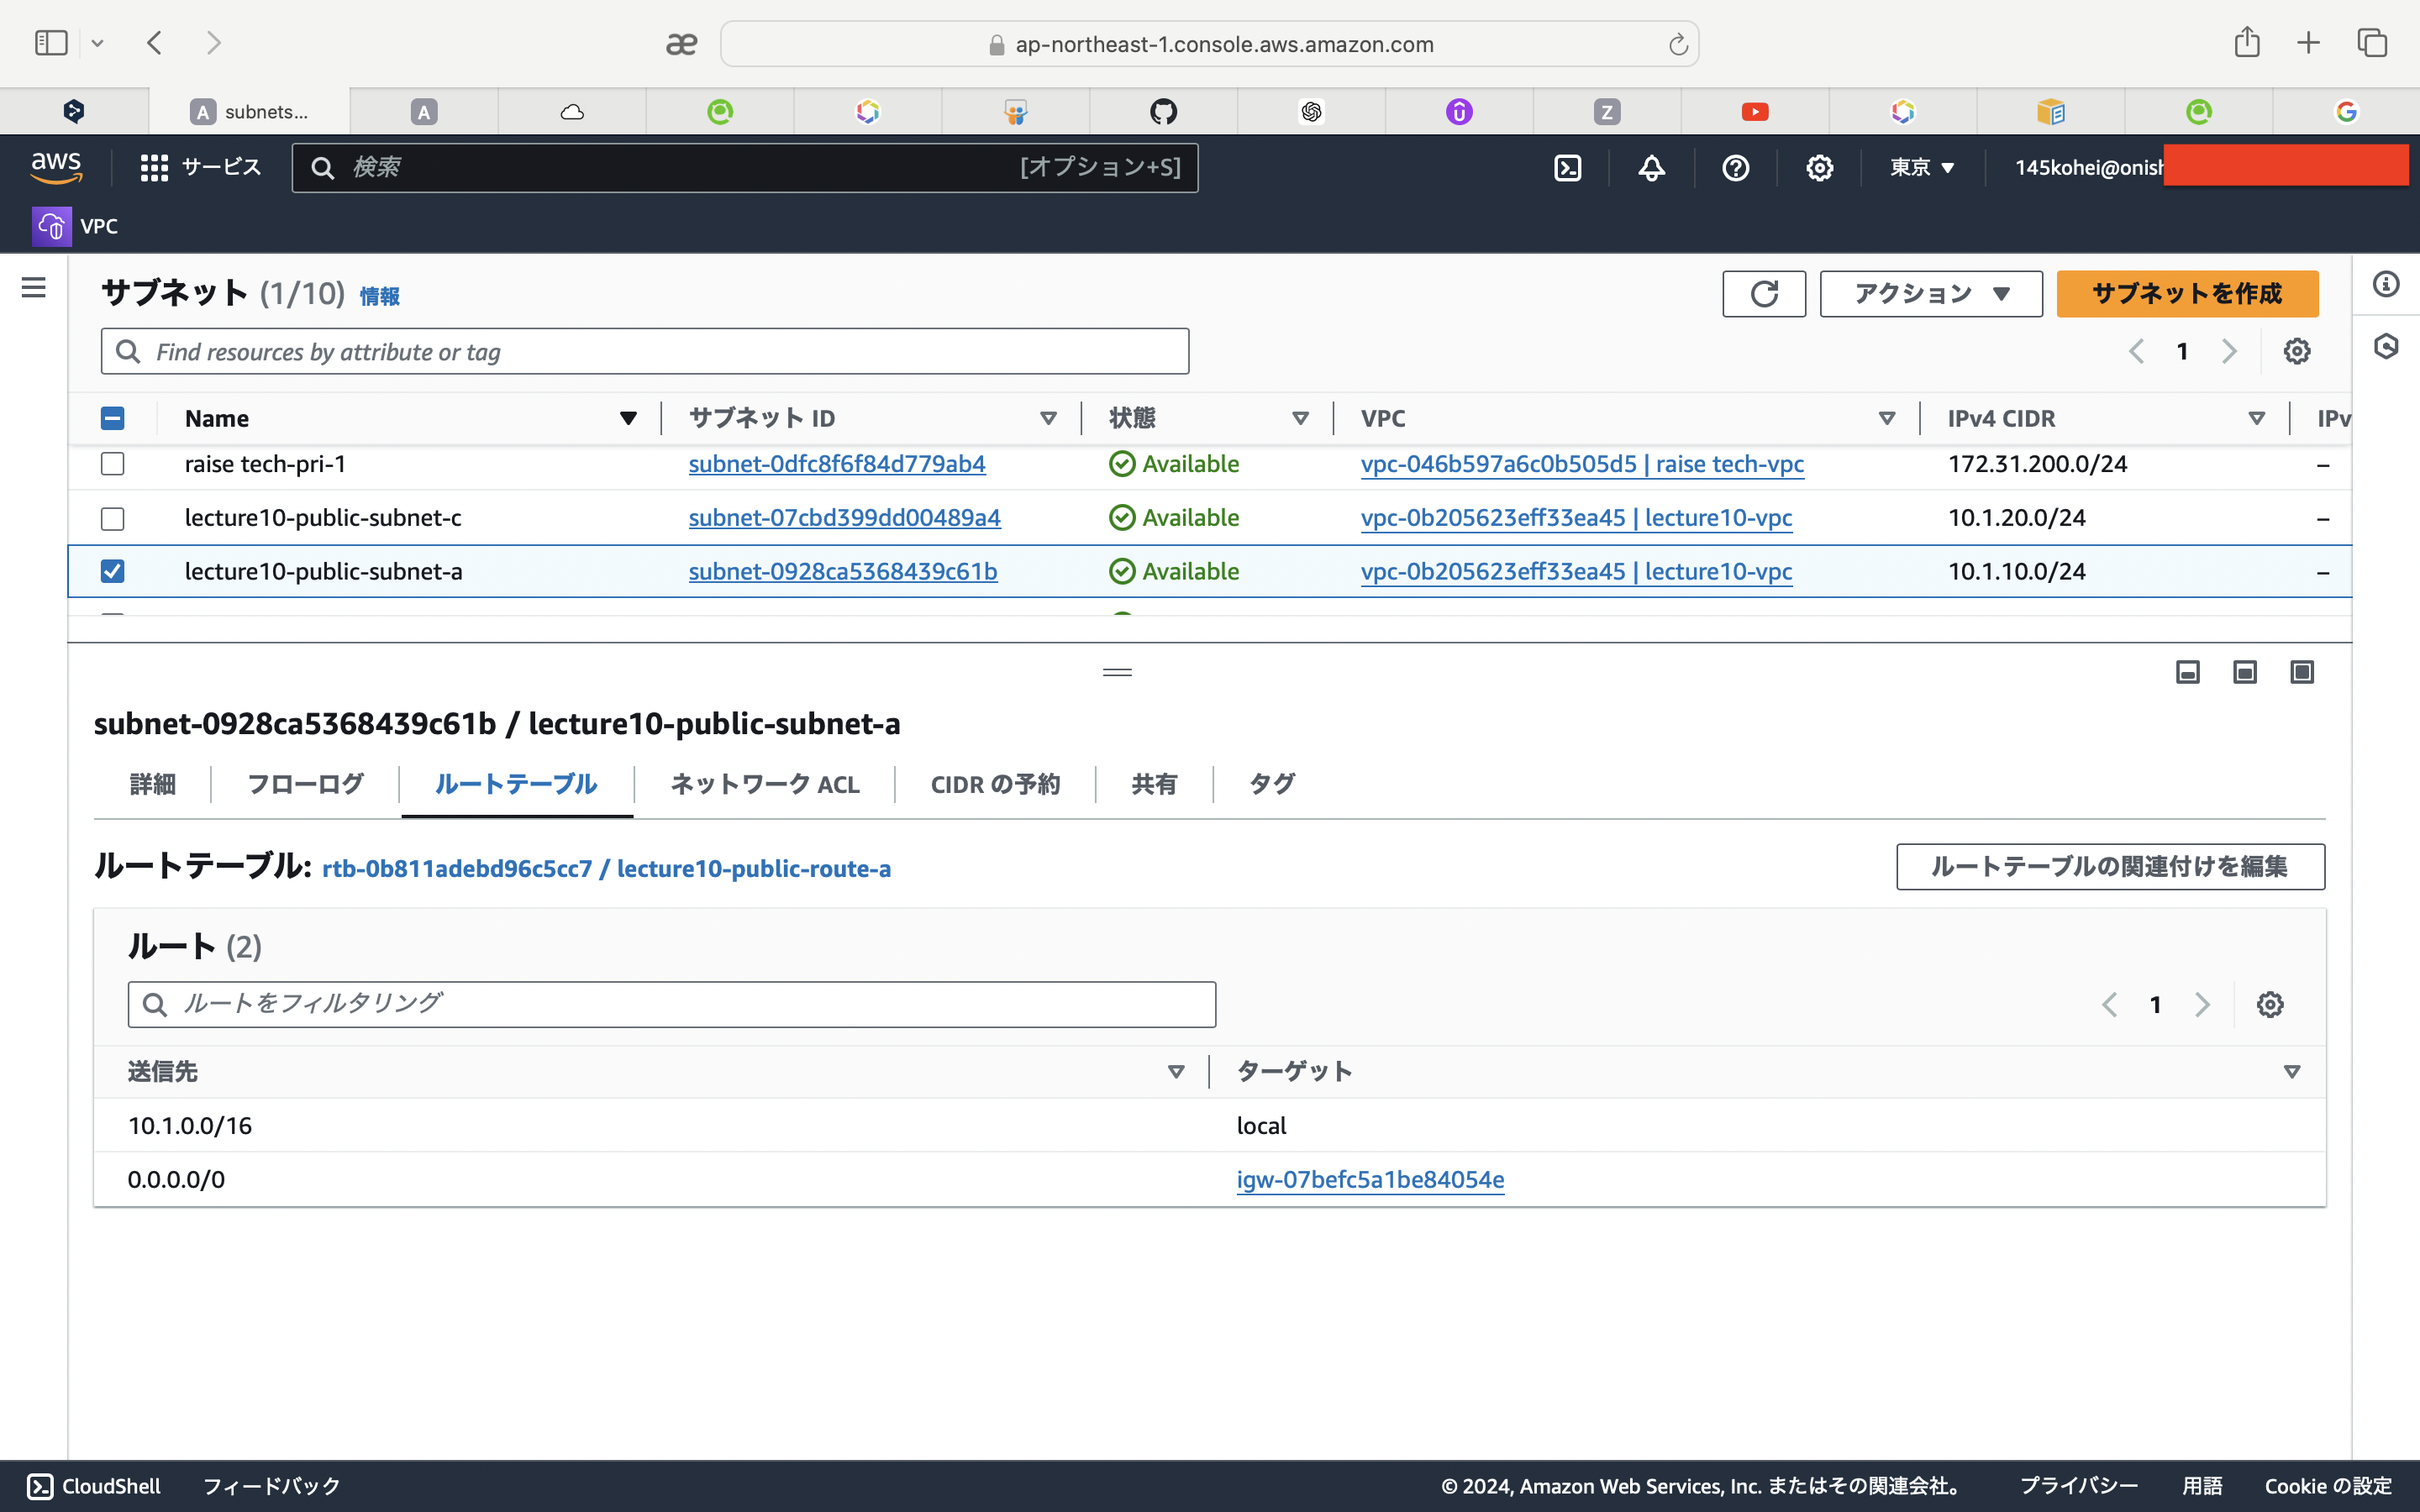 ap-northeast-1.console.aws.amazon.com
subnets...
aws
サービス
検索
[オプション+S]
東京
145kohei@onish
VPC
サブネット (1/10) 情報
アクション
サブネットを作成
Find resources by attribute or tag
1
Name
サブネット ID
状態
VPC
IPv4 CIDR
IPv
raise tech-pri-1
subnet-0dfc8f6f84d779ab4
Available
vpc-046b597a6c0b505d5 | raise tech-vpc
172.31.200.0/24
–
lecture10-public-subnet-c
subnet-07cbd399dd00489a4
Available
vpc-0b205623eff33ea45 | lecture10-vpc
10.1.20.0/24
–
lecture10-public-subnet-a
subnet-0928ca5368439c61b
Available
vpc-0b205623eff33ea45 | lecture10-vpc
10.1.10.0/24
–
subnet-0928ca5368439c61b / lecture10-public-subnet-a
詳細
フローログ
ルートテーブル
ネットワーク ACL
CIDR の予約
共有
タグ
ルートテーブル: rtb-0b811adebd96c5cc7 / lecture10-public-route-a
ルートテーブルの関連付けを編集
ルート (2)
ルートをフィルタリング
1
送信先
ターゲット
10.1.0.0/16
local
0.0.0.0/0
igw-07befc5a1be84054e
CloudShell
フィードバック
© 2024, Amazon Web Services, Inc. またはその関連会社。
プライバシー
用語
Cookie の設定